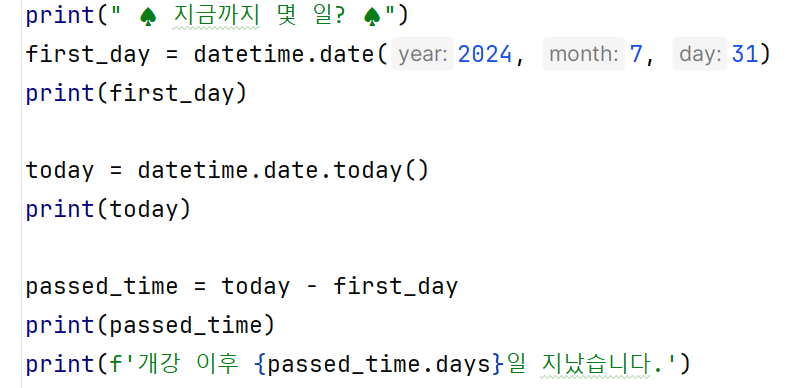 print(" ♠ 지금까지 몇 일? ♠")
first_day = datetime.date(year: 2024, month: 7, day: 31)
print(first_day)
today = datetime.date.today()
print(today)
passed_time = today - first_day
print(passed_time)
print(f'개강 이후 {passed_time.days}일 지났습니다.')